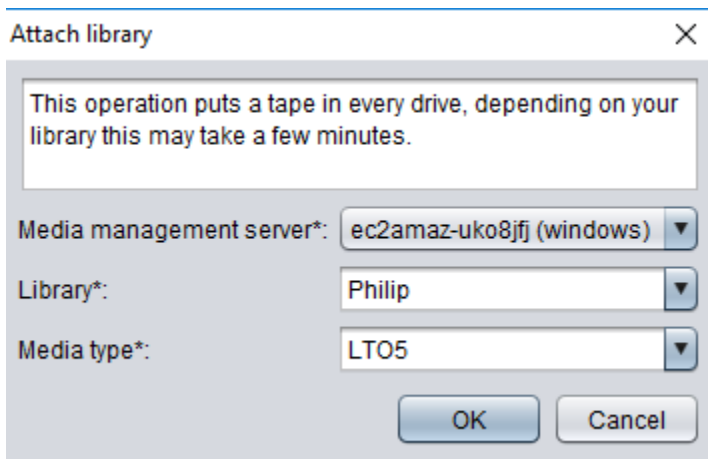 Attach library
This operation puts a tape in every drive, depending on your
library this may take a few minutes.
Media management server*: ec2amaz-uko8jfj (windows)
Library*: Philip
Media type*: LTO5
OK Cancel